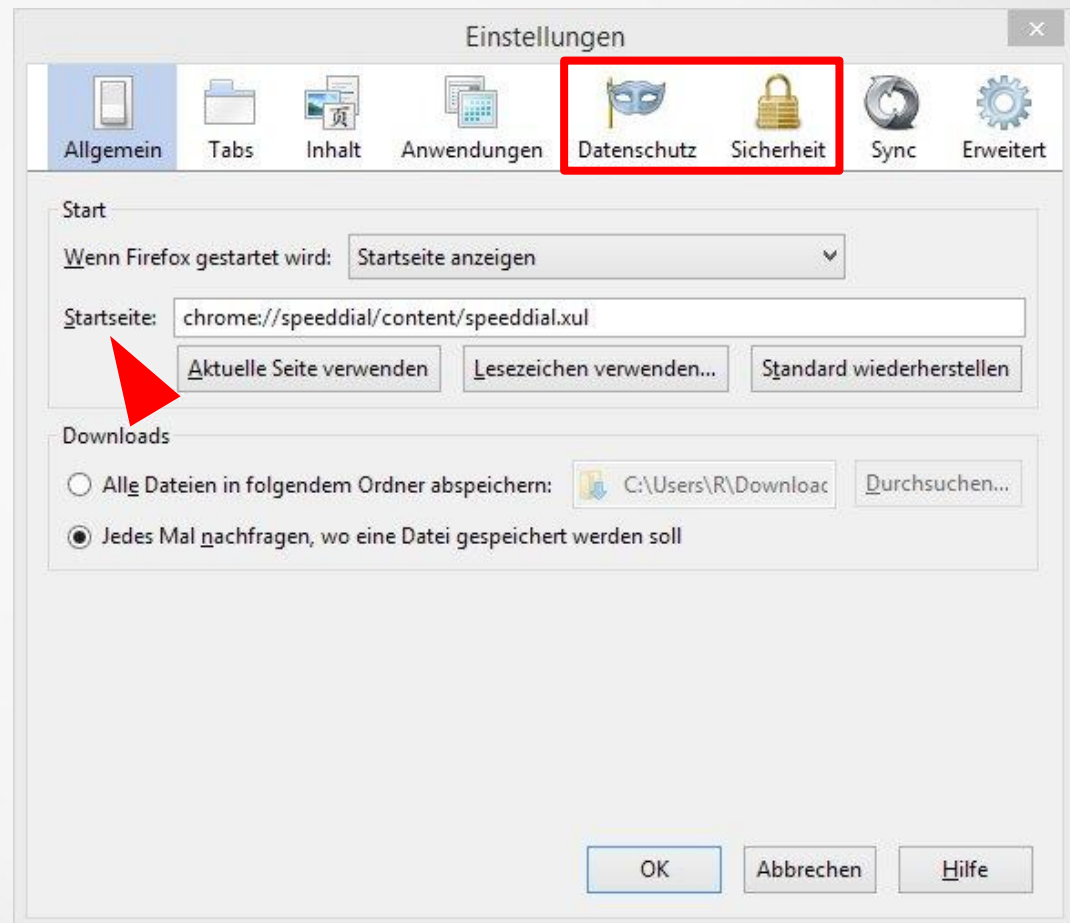 Einstellungen
Allgemein Tabs Inhalt Anwendungen Datenschutz Sicherheit Sync Erweitert
Start
Wenn Firefox gestartet wird: Startseite anzeigen
Startseite: chrome://speeddial/content/speeddial.xul
Aktuelle Seite verwenden Lesezeichen verwenden... Standard wiederherstellen
Downloads
Alle Dateien in folgendem Ordner abspeichern: C:\Users\R\Downloac Durchsuchen...
Jedes Mal nachfragen, wo eine Datei gespeichert werden soll
OK Abbrechen Hilfe